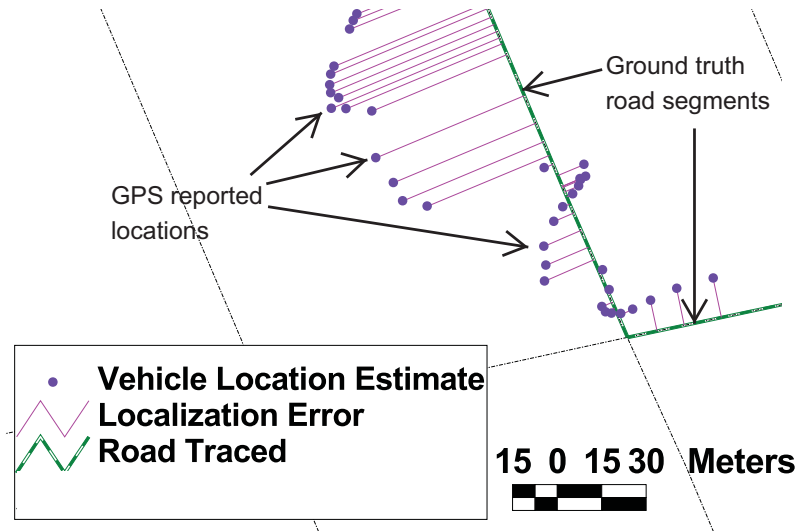 Ground truth
road segments
GPS reported
locations
Vehicle Location Estimate
Localization Error
Road Traced
15 0 15 30 Meters